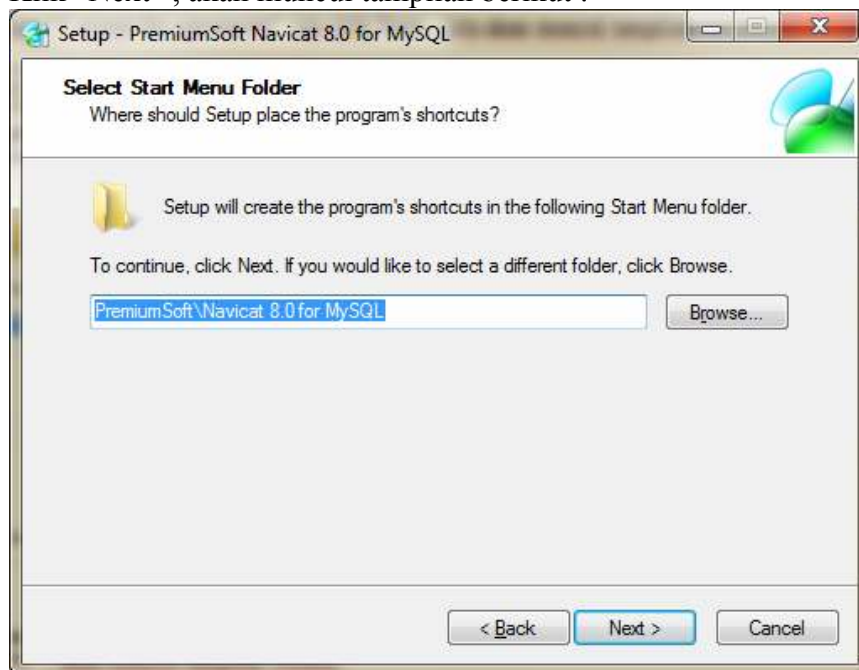 Setup - PremiumSoft Navicat 8.0 for MySQL
Select Start Menu Folder
Where should Setup place the program's shortcuts?
Setup will create the program's shortcuts in the following Start Menu folder.
To continue, click Next. If you would like to select a different folder, click Browse.
PremiumSoft\Navicat 8.0 for MySQL
Browse...
< Back
Next >
Cancel